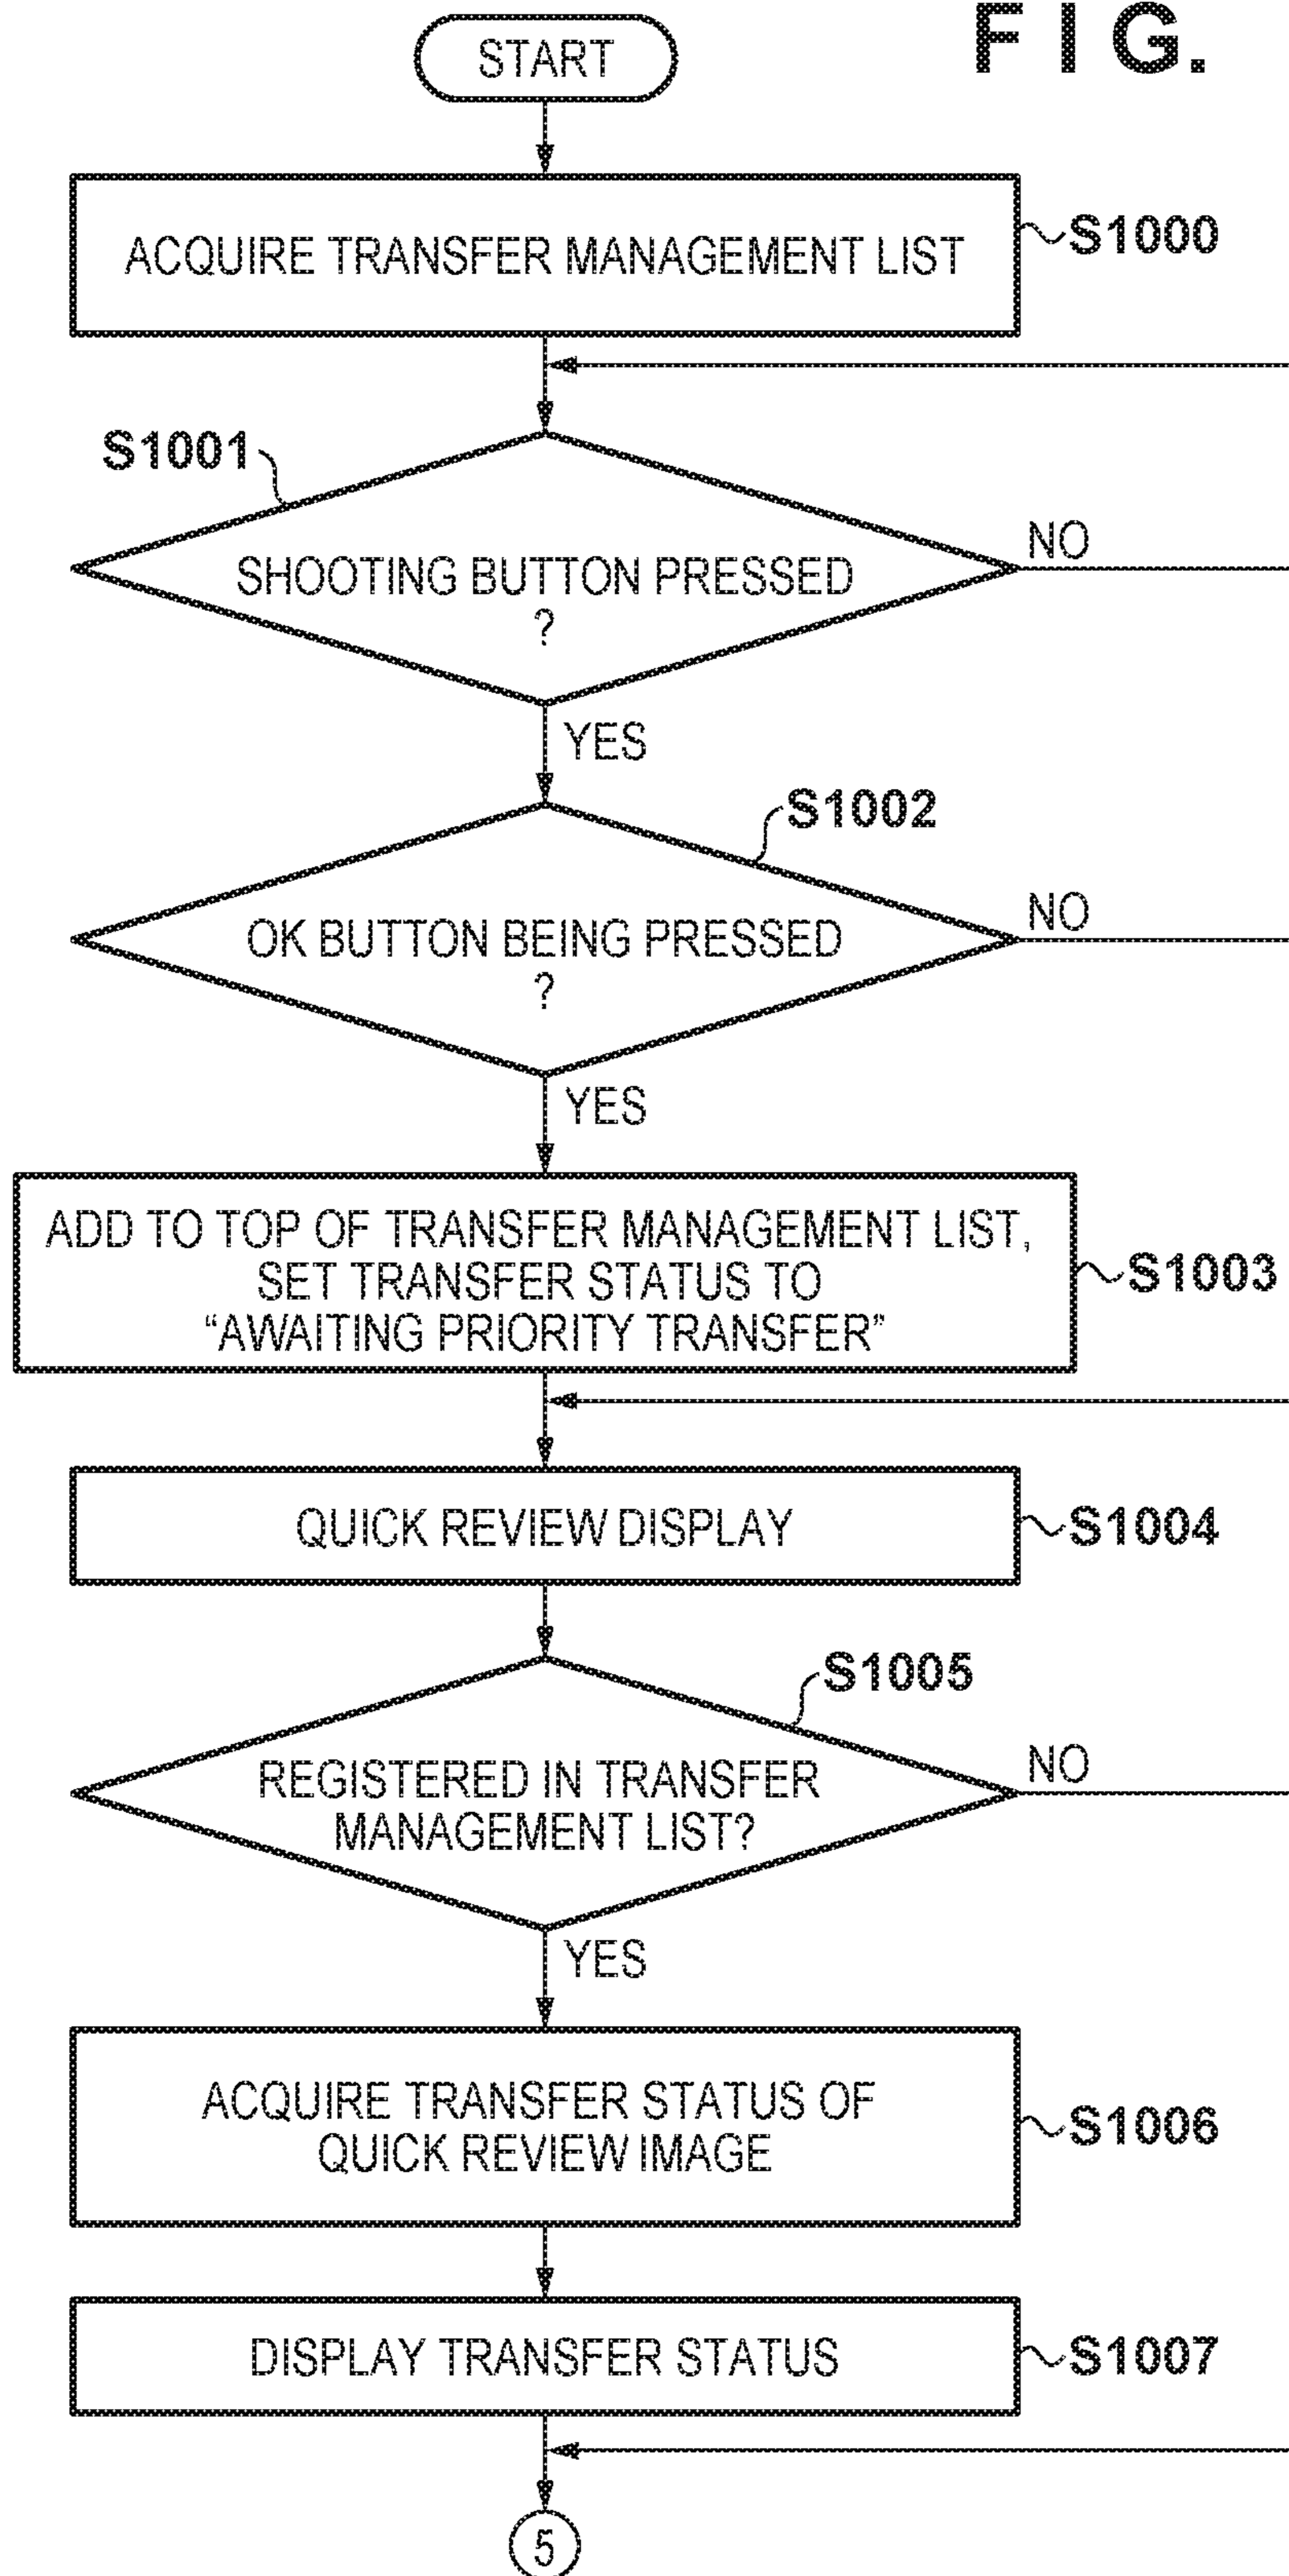 FIG.
START
ACQUIRE TRANSFER MANAGEMENT LIST
S1000
S1001
SHOOTING BUTTON PRESSED
?
NO
YES
S1002
OK BUTTON BEING PRESSED
?
NO
YES
ADD TO TOP OF TRANSFER MANAGEMENT LIST,
SET TRANSFER STATUS TO
“AWAITING PRIORITY TRANSFER”
S1003
QUICK REVIEW DISPLAY
S1004
S1005
REGISTERED IN TRANSFER
MANAGEMENT LIST?
NO
YES
ACQUIRE TRANSFER STATUS OF
QUICK REVIEW IMAGE
S1006
DISPLAY TRANSFER STATUS
S1007
5